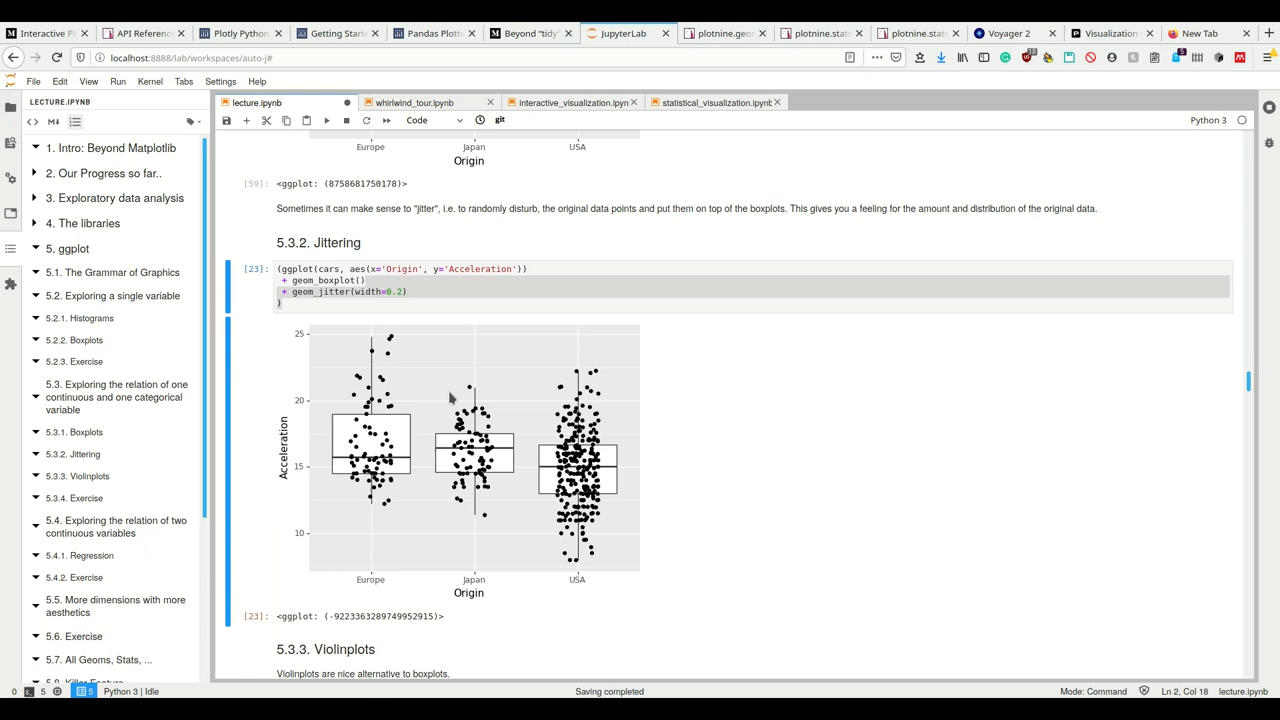 Interactive Pl
API Referenc
Plotly Python
Getting Start
Pandas Plotti
Beyond "tidy"
JupyterLab
plotnine.geor
plotnine.stats
plotnine.stats
Voyager 2
Visualization
New Tab
localhost:8888/lab/workspaces/auto-j#
File Edit View Run Kernel Tabs Settings Help
LECTURE.IPYNB
lecture.ipynb
whirlwind_tour.ipynb
interactive_visualization.ipyn
statistical_visualization.ipynb
Code
git
Python 3
1. Intro: Beyond Matplotlib
2. Our Progress so far..
3. Exploratory data analysis
4. The libraries
5. ggplot
5.1. The Grammar of Graphics
5.2. Exploring a single variable
5.2.1. Histograms
5.2.2. Boxplots
5.2.3. Exercise
5.3. Exploring the relation of one
continuous and one categorical
variable
5.3.1. Boxplots
5.3.2. Jittering
5.3.3. Violinplots
5.3.4. Exercise
5.4. Exploring the relation of two
continuous variables
5.4.1. Regression
5.4.2. Exercise
5.5. More dimensions with more
aesthetics
5.6. Exercise
5.7. All Geoms, Stats, ...
5.8. Killer Feature
Europe Japan USA
Origin
[59]: <ggplot: (8758681750178)>
Sometimes it can make sense to "jitter", i.e. to randomly disturb, the original data points and put them on top of the boxplots. This gives you a feeling for the amount and distribution of the original data.
5.3.2. Jittering
[23]: (ggplot(cars, aes(x='Origin', y='Acceleration'))
+ geom_boxplot()
+ geom_jitter(width=0.2)
)
25
20
15
10
Acceleration
Europe Japan USA
Origin
[23]: <ggplot: (-9223363289749952915)>
5.3.3. Violinplots
Violinplots are nice alternative to boxplots.
0 5 Python 3 | Idle
5
Saving completed
Mode: Command
Ln 2, Col 18
lecture.ipynb